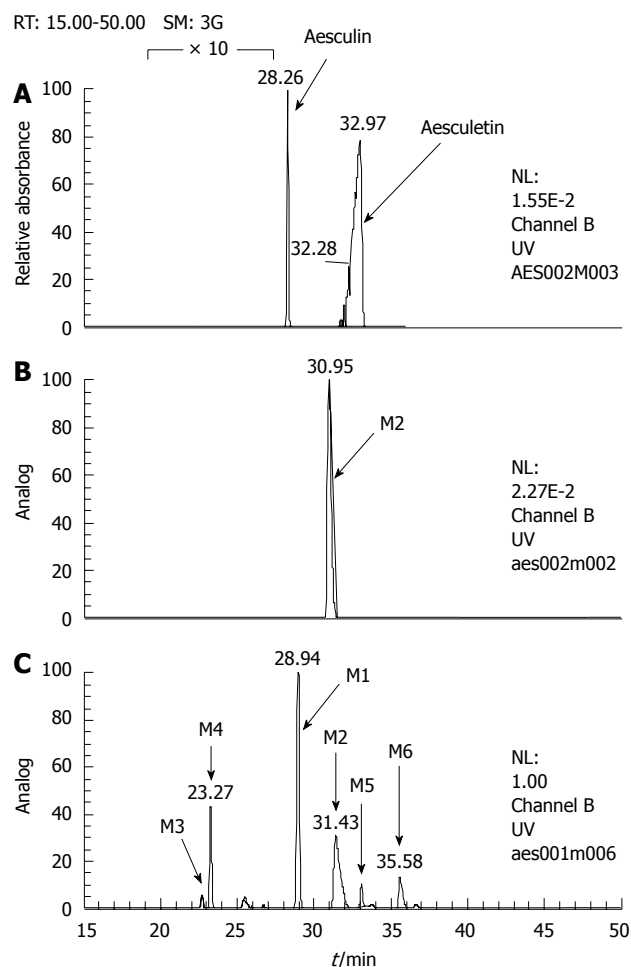 RT: 15.00-50.00 SM: 3G
× 10
A
Relative absorbance
100
80
60
40
20
0
28.26
Aesculin
32.97
Aesculetin
32.28
NL:
1.55E-2
Channel B
UV
AES002M003
B
Analog
100
80
60
40
20
0
30.95
M2
NL:
2.27E-2
Channel B
UV
aes002m002
C
Analog
100
80
60
40
20
0
28.94
M1
M4
23.27
M3
M2
31.43
M5
M6
35.58
NL:
1.00
Channel B
UV
aes001m006
15 20 25 30 35 40 45 50
t/min